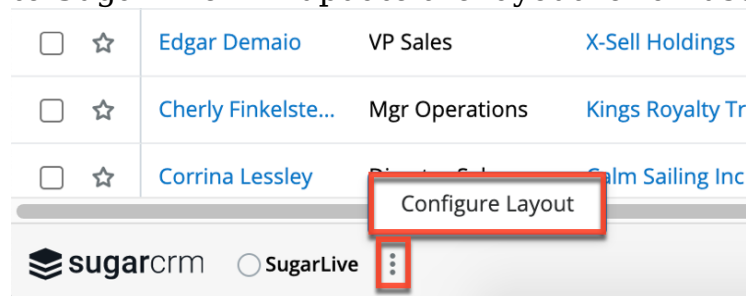 Edgar Demaio VP Sales X-Sell Holdings
Cherly Finkelste... Mgr Operations Kings Royalty Tr
Corrina Lessley Calm Sailing Inc
Configure Layout
sugarcrm SugarLive